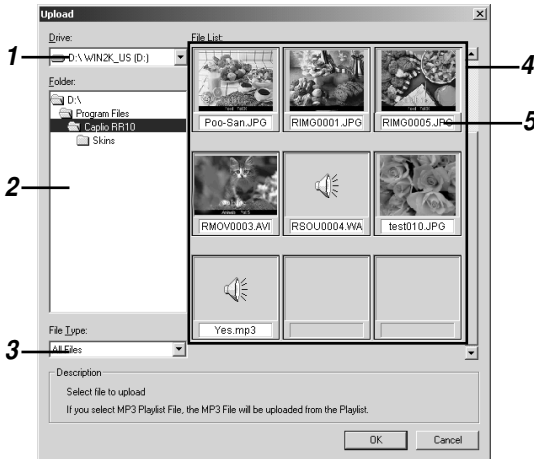 Upload
Drive:
File List:
1
D:\ WIN2K_US (D:)
4
Folder:
D:\
Program Files
Caplio RR10
Skins
2
Poo-San.JPG
RIMG0001.JPG
RIMG0005.JPG
5
RMOV0003.AVI
RSOU0004.WA
test010.JPG
Yes.mp3
File Type:
3
All Files
Description
Select file to upload
If you select MP3 Playlist File, the MP3 File will be uploaded from the Playlist.
OK
Cancel